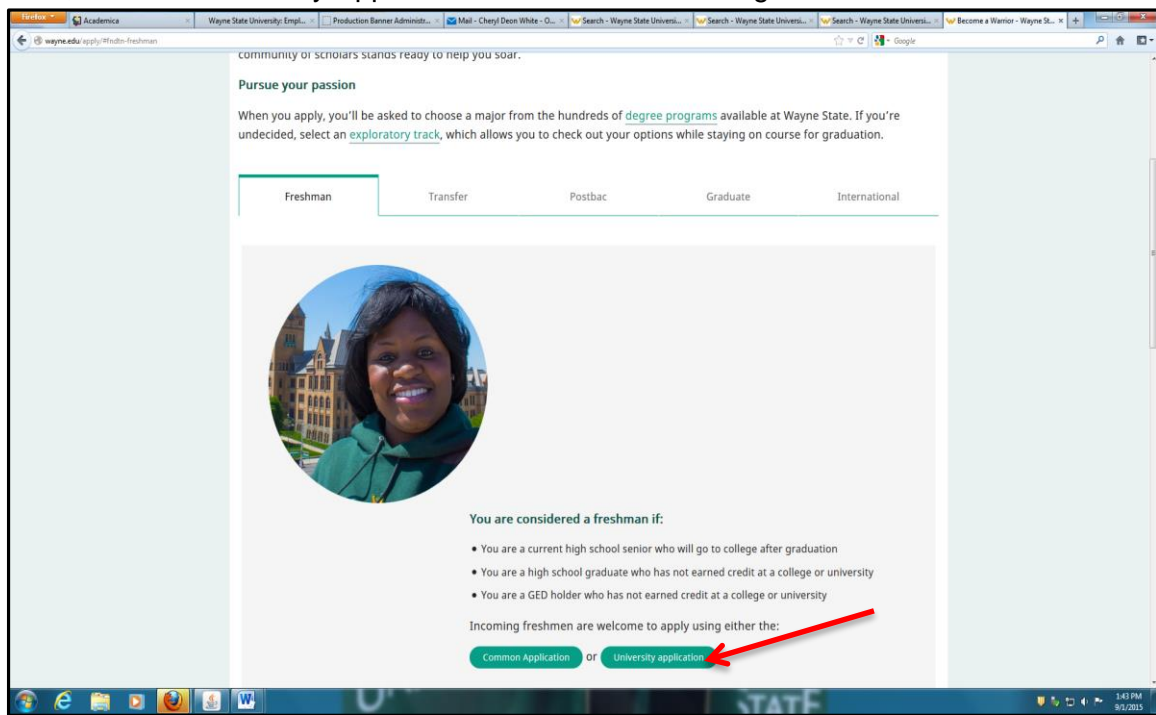 Firefox
Academica
Wayne State University: Empl...
Production Banner Administr...
Mail - Cheryl Deon White - O...
Search - Wayne State Universi...
Search - Wayne State Universi...
Search - Wayne State Universi...
Become a Warrior - Wayne St...
wayne.edu/apply/#fndtn-freshman
Google
community of scholars stands ready to help you soar.
Pursue your passion
When you apply, you'll be asked to choose a major from the hundreds of degree programs available at Wayne State. If you're
undecided, select an exploratory track, which allows you to check out your options while staying on course for graduation.
Freshman
Transfer
Postbac
Graduate
International
You are considered a freshman if:
• You are a current high school senior who will go to college after graduation
• You are a high school graduate who has not earned credit at a college or university
• You are a GED holder who has not earned credit at a college or university
Incoming freshmen are welcome to apply using either the:
Common Application or University application
STATE
1:43 PM
9/1/2015